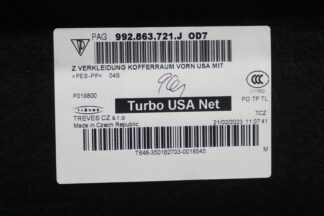 PAG 992.863.721.J OD7
Z VERKLEIDUNG KOFFERRAUM VORN USA MIT
>PES-PP< 04S
P019800
Turbo USA Net
PO TP TL
TREVES CZ s.r.o
Made in Czech Republic
TCZ
21/02/2023 11:07:41
T646-350162703-0018545 M